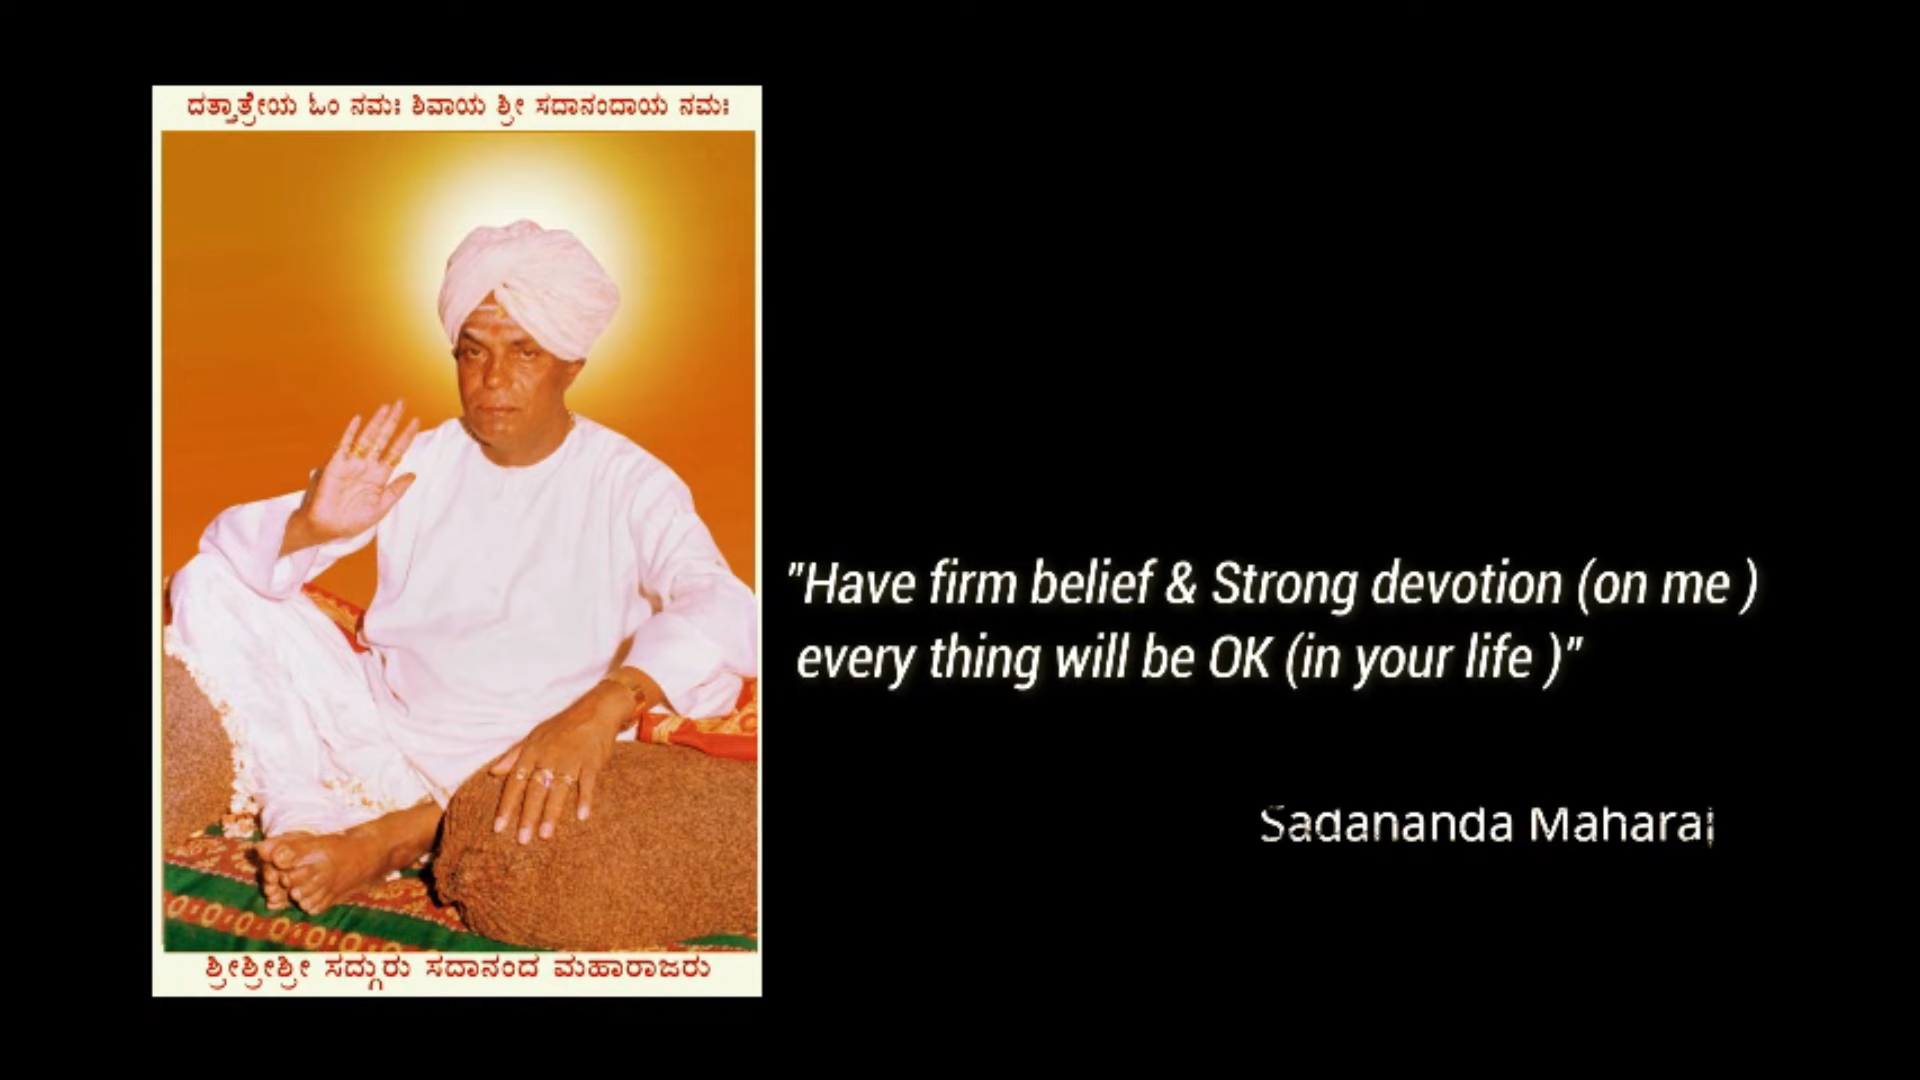 ದತ್ತಾತ್ರೇಯ ಓಂ ನಮಃ ಶಿವಾಯ ಶ್ರೀ ಸದಾನಂದಾಯ ನಮಃ
"Have firm belief & Strong devotion (on me )
every thing will be OK (in your life )"
Sadananda Maharaj
ಶ್ರೀಶ್ರೀಶ್ರೀ ಸದ್ಗುರು ಸದಾನಂದ ಮಹಾರಾಜರು